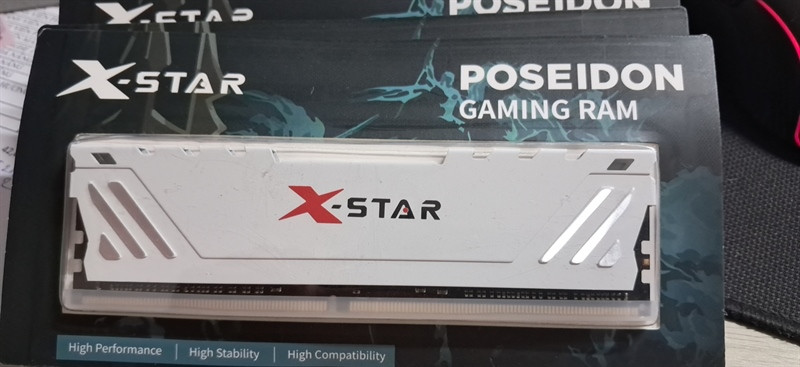 X-STAR
POSEIDON
X-STAR
POSEIDON
GAMING RAM
X-STAR
High Performance | High Stability | High Compatibility